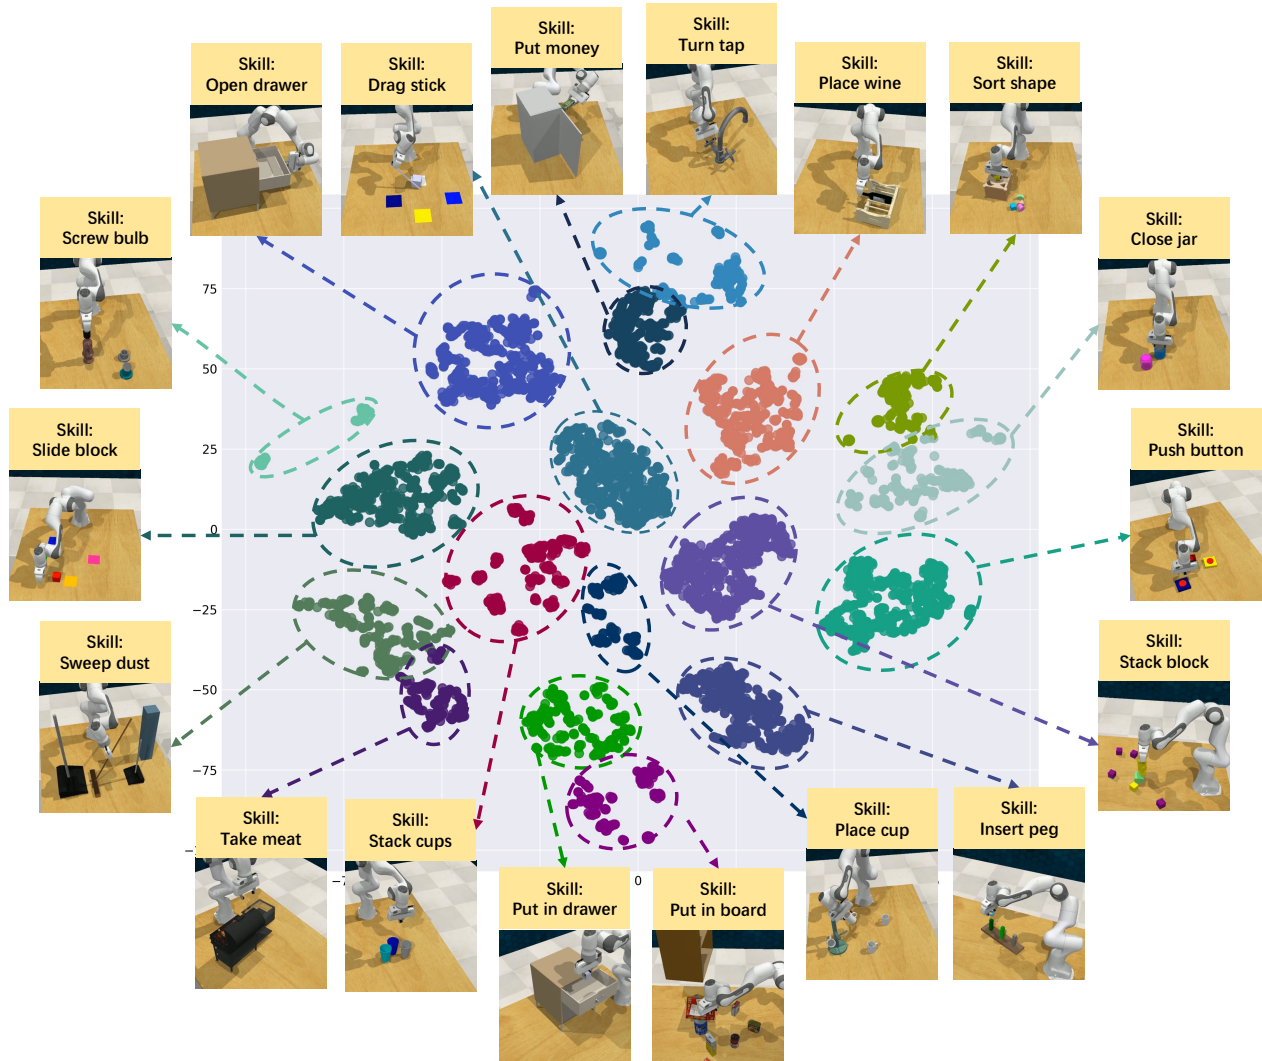 Skill:
Put money
Skill:
Turn tap
Skill:
Open drawer
Skill:
Drag stick
Skill:
Place wine
Skill:
Sort shape
Skill:
Screw bulb
Skill:
Close jar
75
50
25
0
−25
−50
−75
0
Skill:
Slide block
Skill:
Push button
Skill:
Sweep dust
Skill:
Stack block
Skill:
Take meat
Skill:
Stack cups
Skill:
Place cup
Skill:
Insert peg
Skill:
Put in drawer
Skill:
Put in board